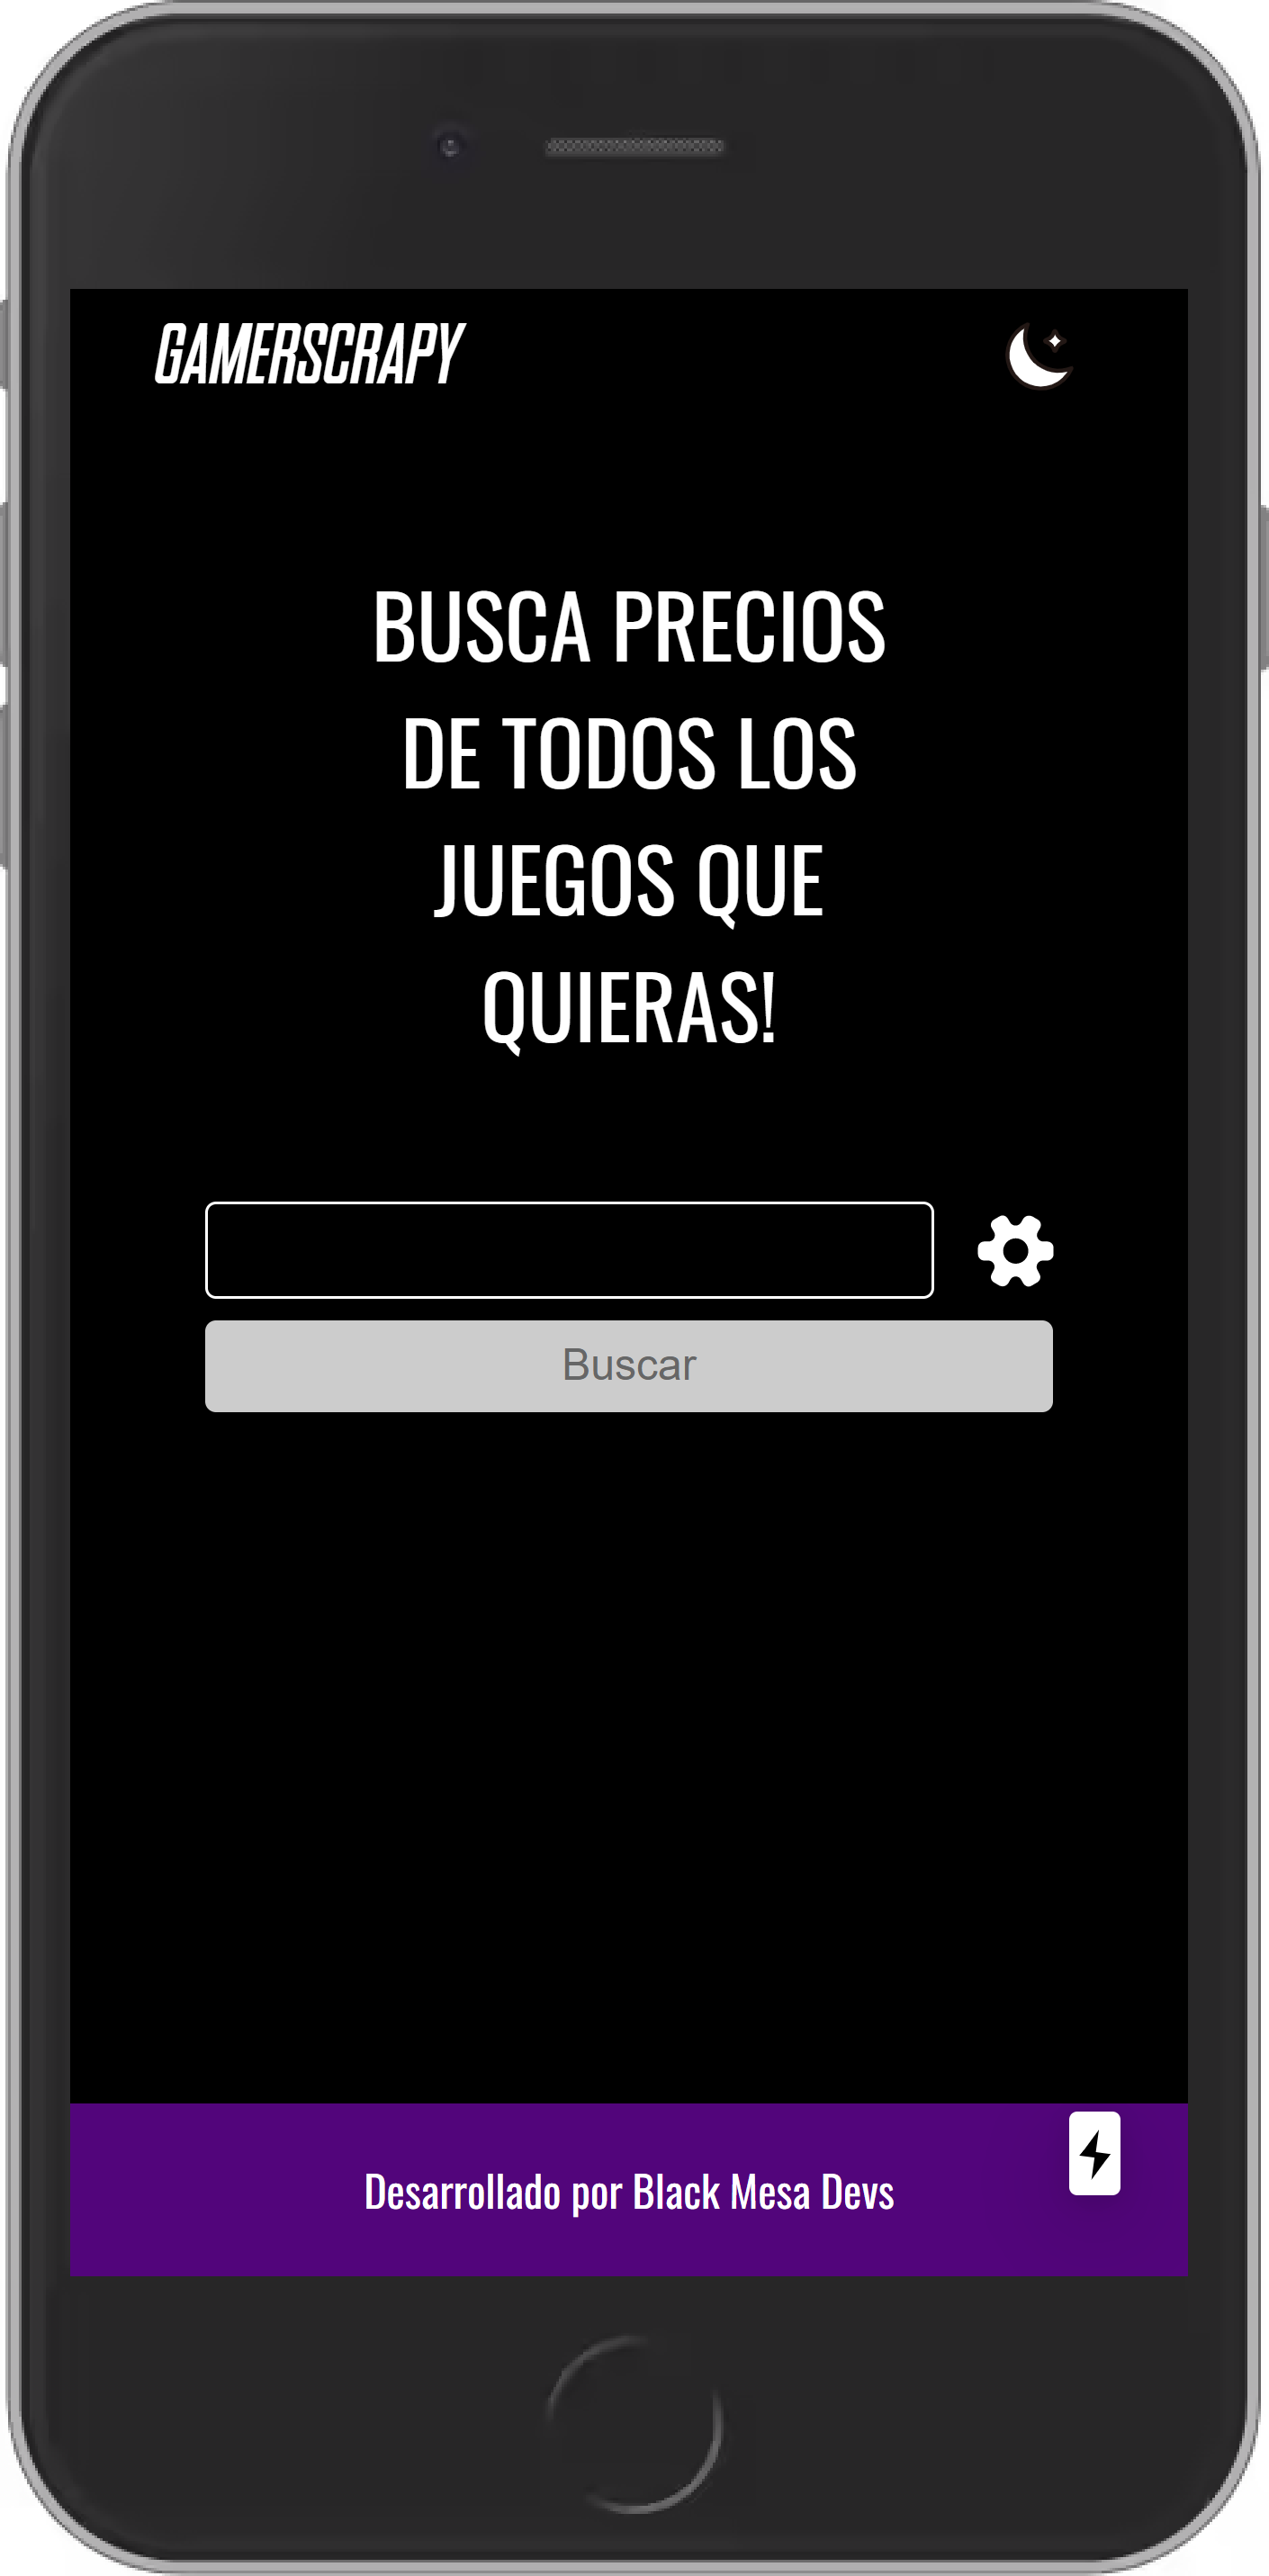 GAMERSCRAPY
BUSCA PRECIOS
DE TODOS LOS
JUEGOS QUE
QUIERAS!
Buscar
Desarrollado por Black Mesa Devs